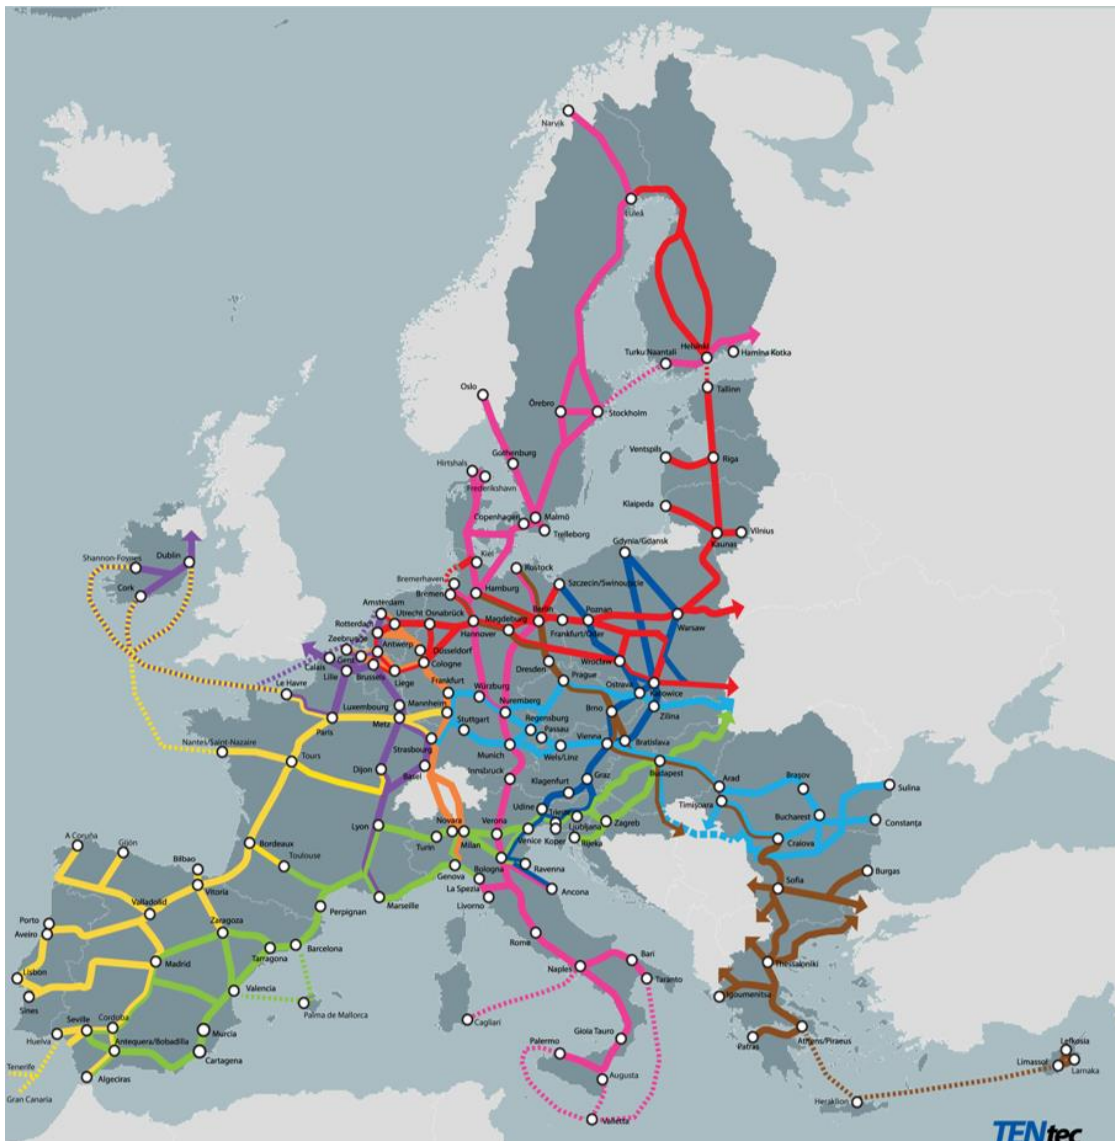 Narvik
Luleå
Turku Naantali
Helsinki
Hamina Kotka
Tallinn
Oslo
Örebro
Stockholm
Ventspils
Riga
Gothenburg
Hirtshals
Frederikshavn
Klaipeda
Copenhagen
Malmö
Trelleborg
Kaunas
Vilnius
Gdynia/Gdansk
Shannon-Foynes
Dublin
Cork
Kiel
Rostock
Bremerhaven
Bremen
Hamburg
Szczecin/Swinoujscie
Amsterdam
Rotterdam
Utrecht
Osnabrück
Magdeburg
Berlin
Poznan
Hannover
Frankfurt/Oder
Warsaw
Zeebrugge
Antwerp
Düsseldorf
Gent
Calais
Lille
Brussels
Liege
Cologne
Dresden
Wrocław
Prague
Ostrava
Katowice
Le Havre
Frankfurt
Würzburg
Luxembourg
Mannheim
Nuremberg
Brno
Zilina
Paris
Metz
Stuttgart
Regensburg
Passau
Strasbourg
Munich
Wels/Linz
Vienna
Bratislava
Nantes/Saint-Nazaire
Tours
Dijon
Basel
Innsbruck
Klagenfurt
Graz
Budapest
Arad
Braşov
Sulina
Timişoara
Udine
Novara
Verona
Venice
Koper
Ljubljana
Zagreb
Bucharest
Constanţa
Lyon
Turin
Milan
Rijeka
Craiova
A Coruña
Gijón
Bilbao
Bordeaux
Toulouse
Genova
Bologna
Ravenna
Vitoria
La Spezia
Ancona
Sofia
Burgas
Valladolid
Marseille
Livorno
Porto
Aveiro
Zaragoza
Perpignan
Rome
Barcelona
Tarragona
Madrid
Bari
Naples
Taranto
Thessaloniki
Lisbon
Sines
Valencia
Palma de Mallorca
Igoumenitsa
Seville
Cordoba
Huelva
Murcia
Cagliari
Gioia Tauro
Patras
Athens/Piraeus
Antequera/Bobadilla
Cartagena
Palermo
Lefkosia
Limassol
Larnaka
Tenerife
Algeciras
Augusta
Gran Canaria
Heraklion
Valletta
TENtec